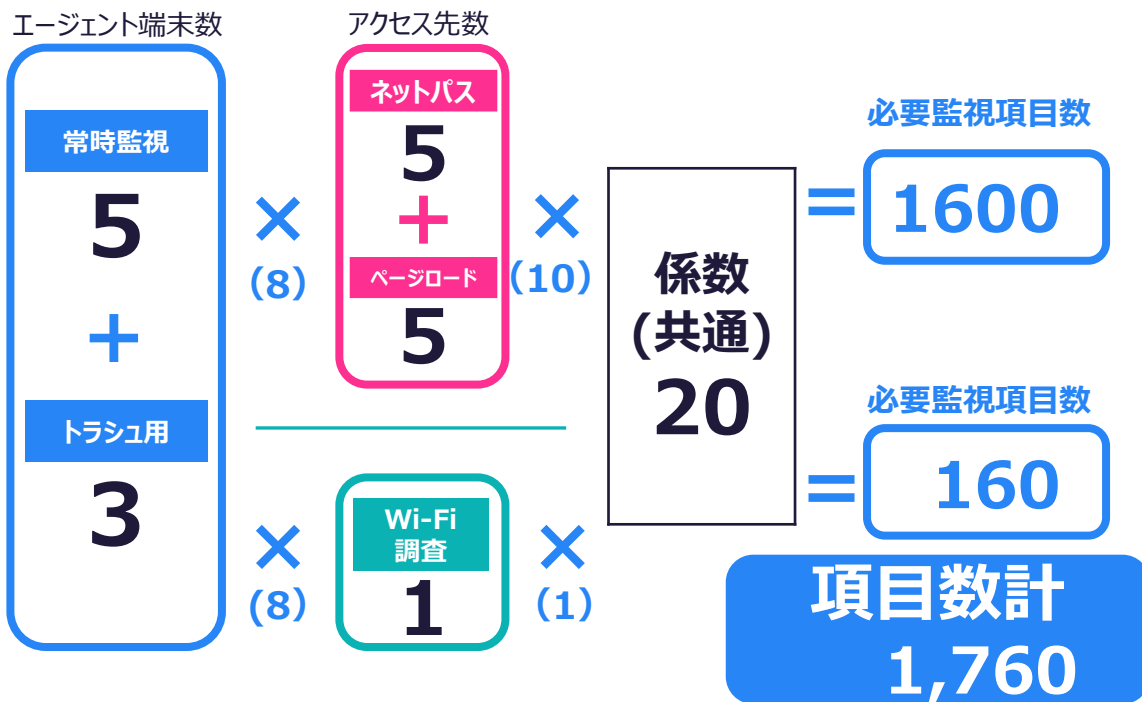 エージェント端末数
常時監視
5
+
トラシュ用
3
×
(8)
×
(8)
アクセス先数
ネットパス
5
+
ページロード
5
Wi-Fi
調査
1
×
(10)
×
(1)
係数
(共通)
20
必要監視項目数
=
1600
必要監視項目数
=
160
項目数計
1,760